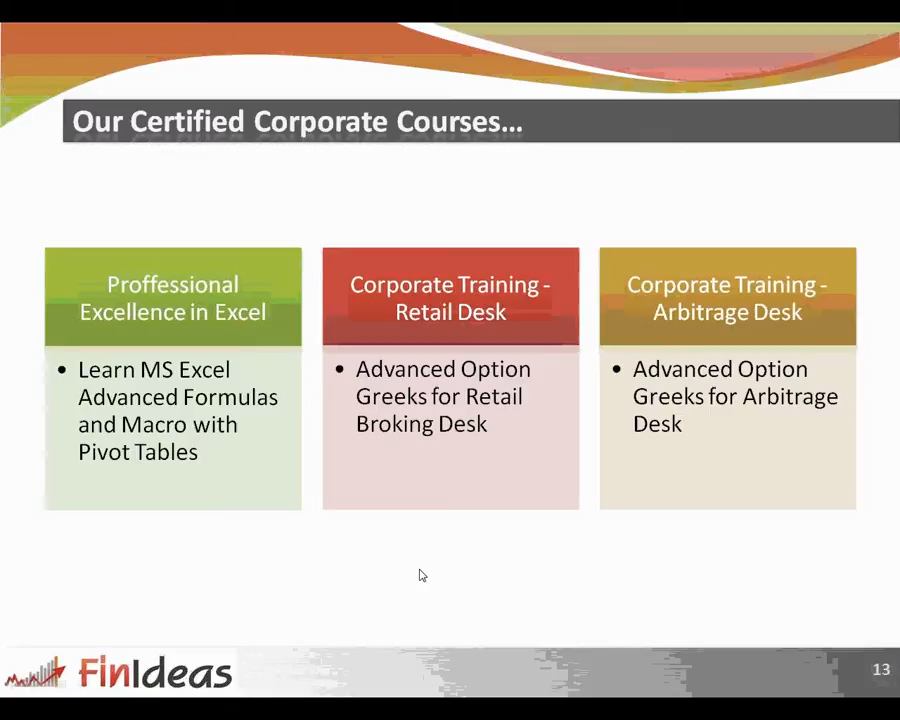 Our Certified Corporate Courses...
Proffessional
Excellence in Excel
• Learn MS Excel
Advanced Formulas
and Macro with
Pivot Tables
Corporate Training -
Retail Desk
• Advanced Option
Greeks for Retail
Broking Desk
Corporate Training -
Arbitrage Desk
• Advanced Option
Greeks for Arbitrage
Desk
FinIdeas
13